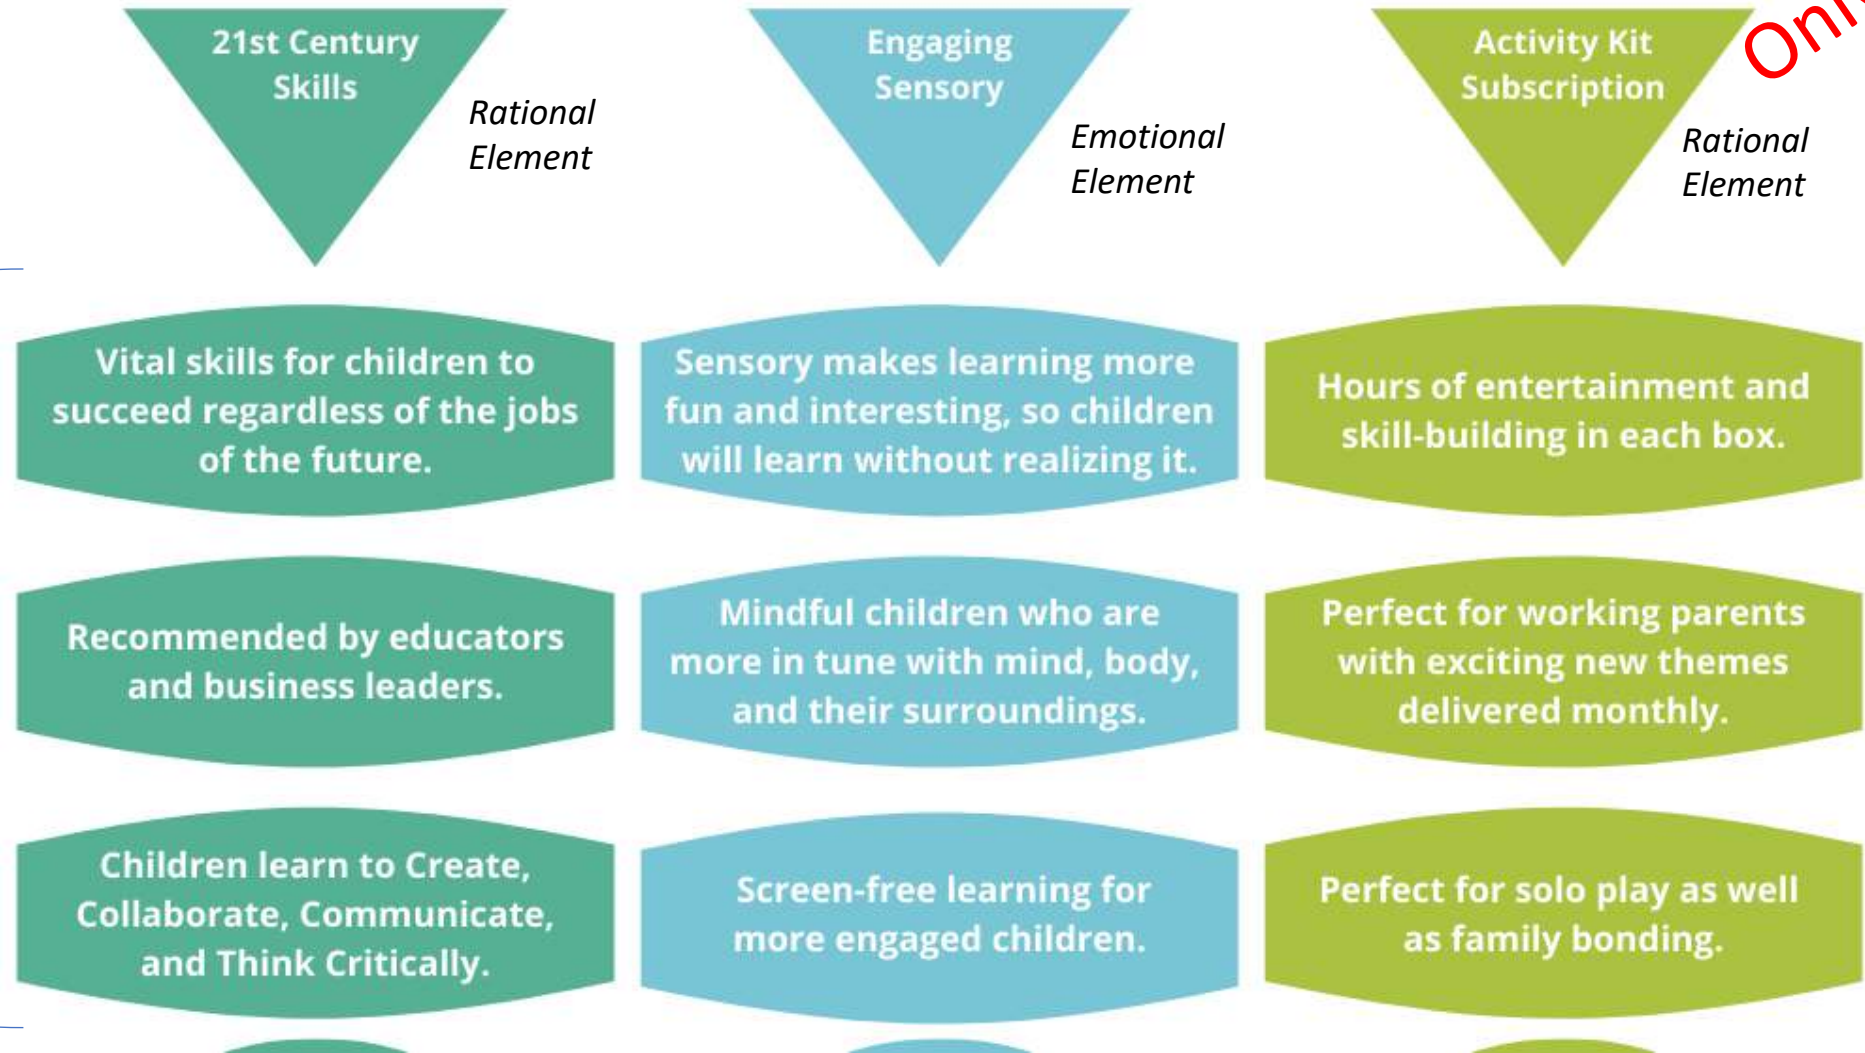 21st Century
Skills
Rational
Element
Engaging
Sensory
Emotional
Element
Activity Kit
Subscription
Rational
Element
Vital skills for children to
succeed regardless of the jobs
of the future.
Sensory makes learning more
fun and interesting, so children
will learn without realizing it.
Hours of entertainment and
skill-building in each box.
Recommended by educators
and business leaders.
Mindful children who are
more in tune with mind, body,
and their surroundings.
Perfect for working parents
with exciting new themes
delivered monthly.
Children learn to Create,
Collaborate, Communicate,
and Think Critically.
Screen-free learning for
more engaged children.
Perfect for solo play as well
as family bonding.